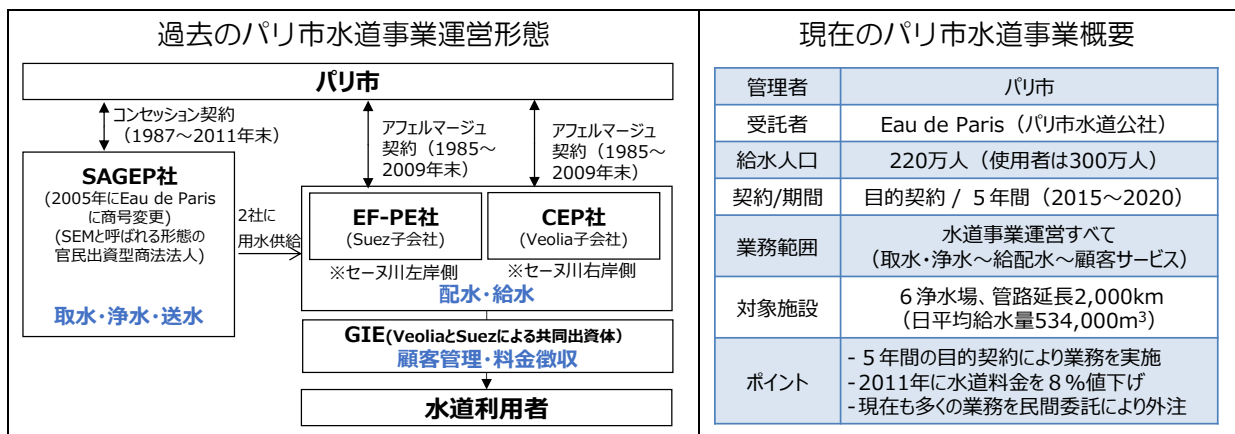 過去のパリ市水道事業運営形態
パリ市
コンセッション契約
（1987～2011年末）
アフェルマージュ
契約（1985～
2009年末）
アフェルマージュ
契約（1985～
2009年末）
SAGEP社
(2005年にEau de Paris
に商号変更)
(SEMと呼ばれる形態の
官民出資型商法法人)
取水・浄水・送水
2社に
用水供給
EF-PE社
(Suez子会社)
※セーヌ川左岸側
CEP社
(Veolia子会社)
※セーヌ川右岸側
配水・給水
GIE(VeoliaとSuezによる共同出資体)
顧客管理・料金徴収
水道利用者
現在のパリ市水道事業概要
管理者 パリ市
受託者 Eau de Paris（パリ市水道公社）
給水人口 220万人（使用者は300万人）
契約/期間 目的契約 / ５年間（2015～2020）
業務範囲 水道事業運営すべて
（取水・浄水～給配水～顧客サービス）
対象施設 ６浄水場、管路延長2,000km
（日平均給水量534,000m³）
ポイント - ５年間の目的契約により業務を実施
-2011年に水道料金を８％値下げ
-現在も多くの業務を民間委託により外注